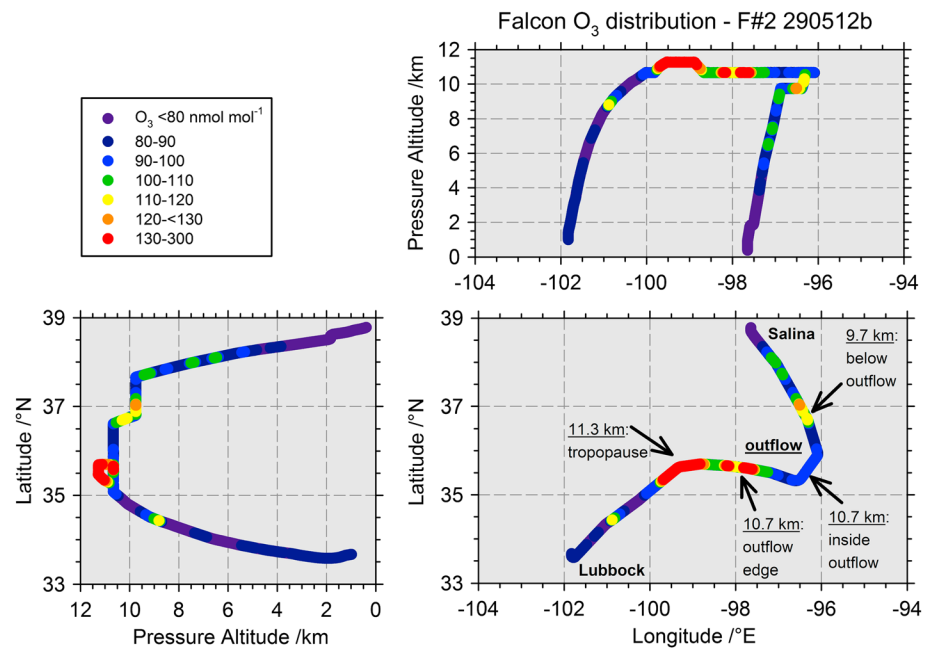 Falcon O3 distribution - F#2 290512b
O3 <80 nmol mol-1
80-90
90-100
100-110
110-120
120-<130
130-300
Pressure Altitude /km
12
10
8
6
4
2
0
-104 -102 -100 -98 -96 -94
Latitude /°N
39
37
35
33
12 10 8 6 4 2 0
Pressure Altitude /km
Latitude /°N
39
37
35
33
Salina
9.7 km:
below
outflow
11.3 km:
tropopause
outflow
10.7 km:
outflow
edge
10.7 km:
inside
outflow
Lubbock
-104 -102 -100 -98 -96 -94
Longitude /°E